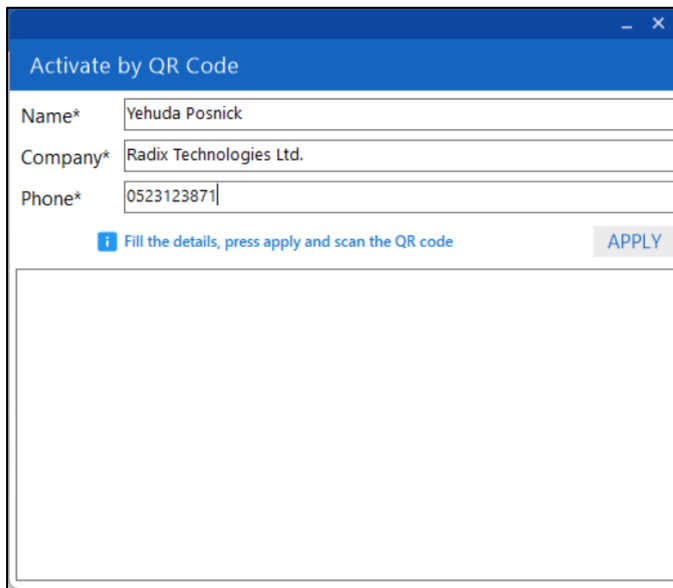 Activate by QR Code
Name* Yehuda Posnick
Company* Radix Technologies Ltd.
Phone* 0523123871
Fill the details, press apply and scan the QR code APPLY